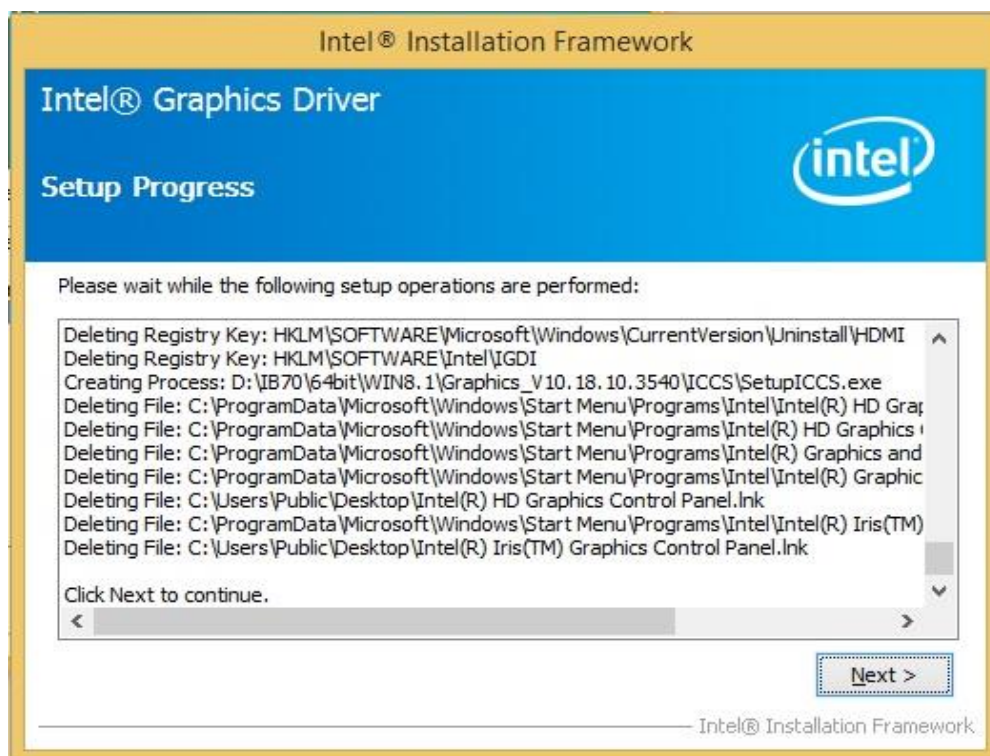 Intel® Installation Framework
Intel® Graphics Driver
intel
Setup Progress
Please wait while the following setup operations are performed:
Deleting Registry Key: HKLM\SOFTWARE\Microsoft\Windows\CurrentVersion\Uninstall\HDMI
Deleting Registry Key: HKLM\SOFTWARE\Intel\IGDI
Creating Process: D:\IB70\64bit\WIN8.1\Graphics_V10.18.10.3540\ICCS\SetupICCS.exe
Deleting File: C:\ProgramData\Microsoft\Windows\Start Menu\Programs\Intel\Intel(R) HD Grap
Deleting File: C:\ProgramData\Microsoft\Windows\Start Menu\Programs\Intel(R) HD Graphics
Deleting File: C:\ProgramData\Microsoft\Windows\Start Menu\Programs\Intel(R) Graphics and
Deleting File: C:\ProgramData\Microsoft\Windows\Start Menu\Programs\Intel\Intel(R) Graphic
Deleting File: C:\Users\Public\Desktop\Intel(R) HD Graphics Control Panel.lnk
Deleting File: C:\ProgramData\Microsoft\Windows\Start Menu\Programs\Intel\Intel(R) Iris(TM)
Deleting File: C:\Users\Public\Desktop\Intel(R) Iris(TM) Graphics Control Panel.lnk
Click Next to continue.
Next >
Intel® Installation Framework